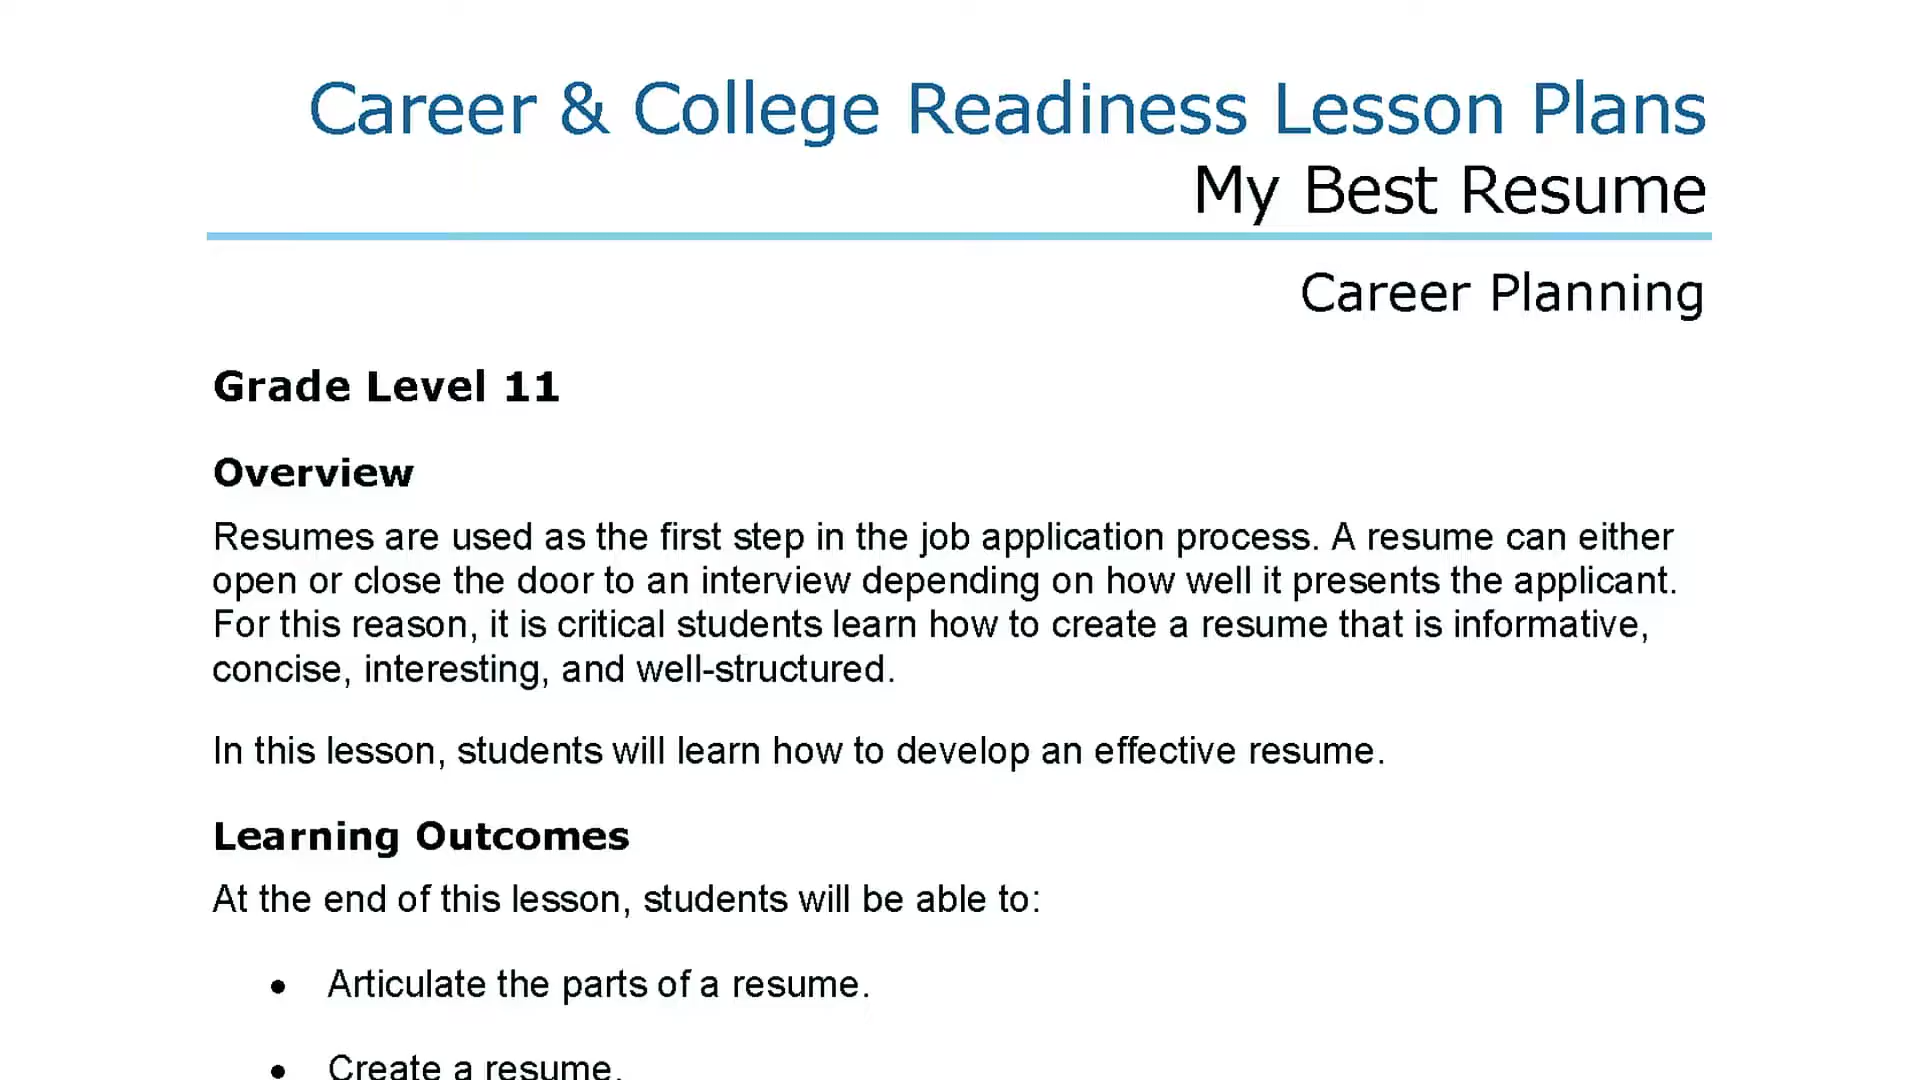 Career & College Readiness Lesson Plans
My Best Resume
Career Planning
Grade Level 11
Overview
Resumes are used as the first step in the job application process. A resume can either
open or close the door to an interview depending on how well it presents the applicant.
For this reason, it is critical students learn how to create a resume that is informative,
concise, interesting, and well-structured.
In this lesson, students will learn how to develop an effective resume.
Learning Outcomes
At the end of this lesson, students will be able to:
• Articulate the parts of a resume.
• Create a resume.